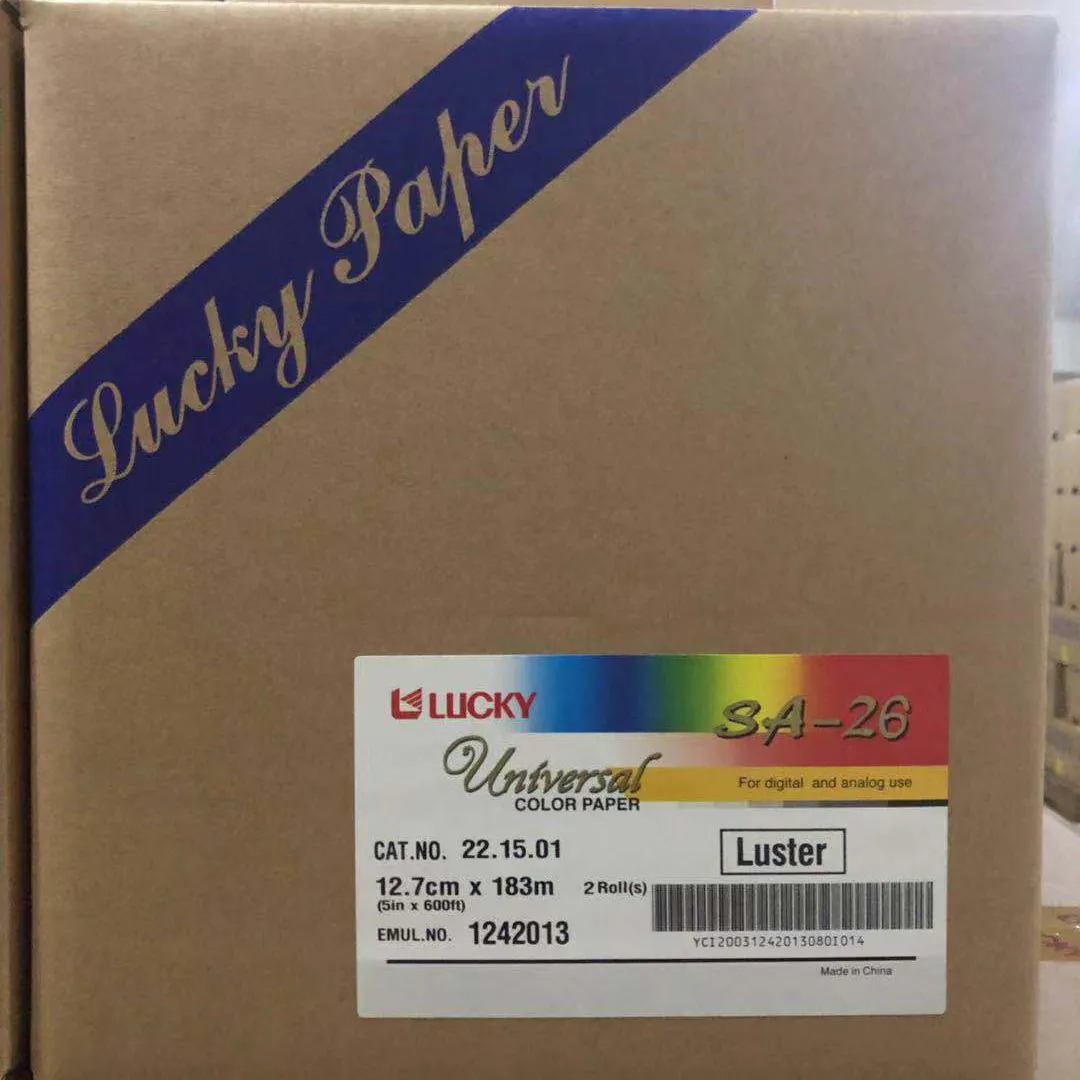 Lucky Paper
LUCKY
SA-26
Universal
COLOR PAPER
For digital and analog use
CAT.NO. 22.15.01
Luster
12.7cm x 183m 2 Roll(s)
(5in x 600ft)
EMUL.NO. 1242013
YCI2003124201308OI014
Made in China